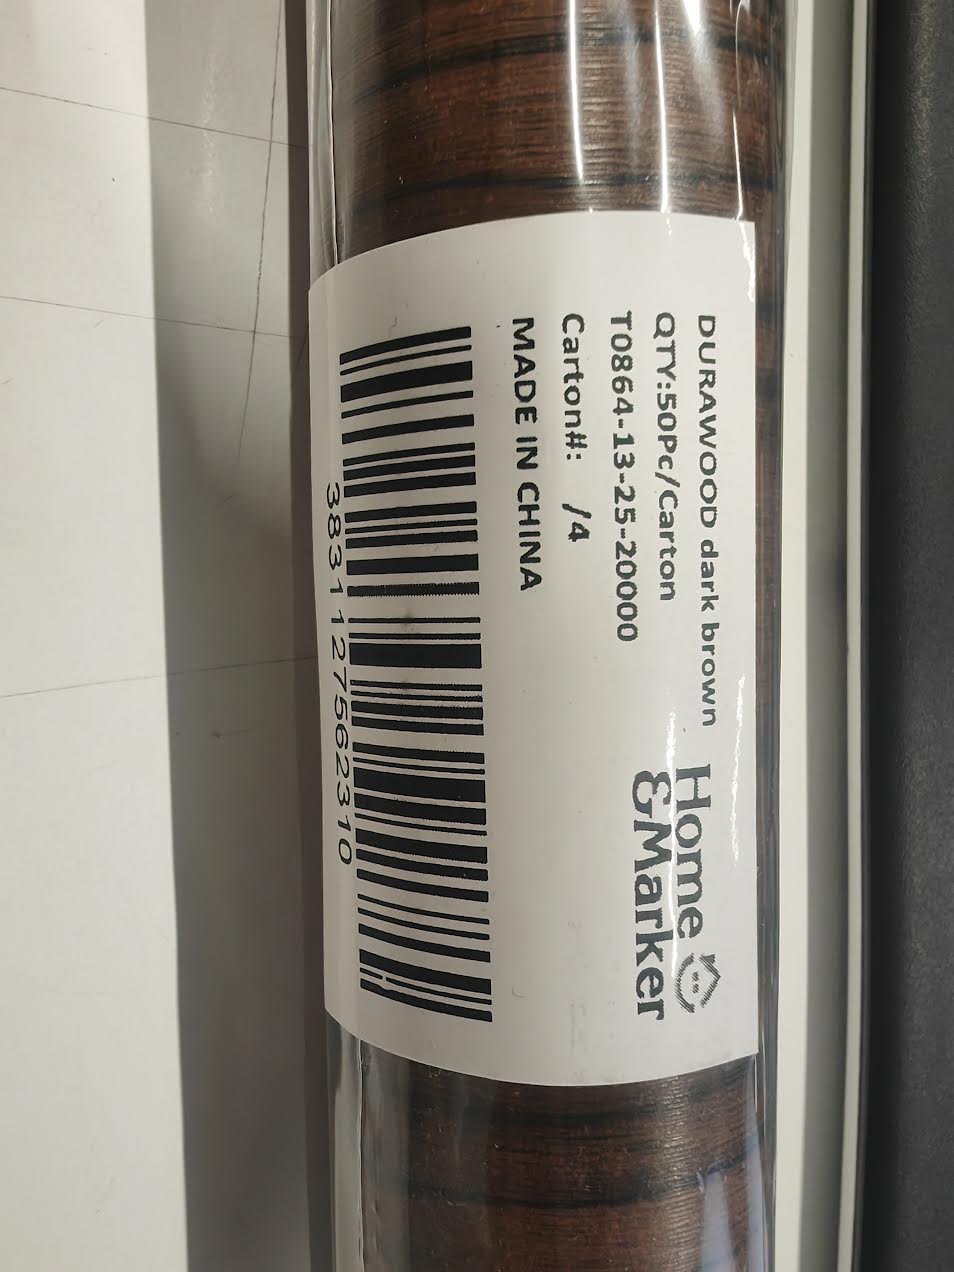 DURAWOOD dark brown
QTY:50Pc/Carton
T0864-13-25-20000
Carton#: /4
MADE IN CHINA
Home
&Marker
3831127562310